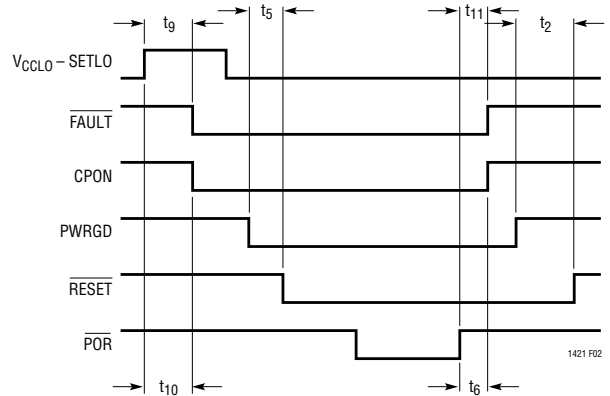 t9 t5 t11 t2
VCCLO – SETLO
FAULT
CPON
PWRGD
RESET
POR
1421 F02
t10 t6